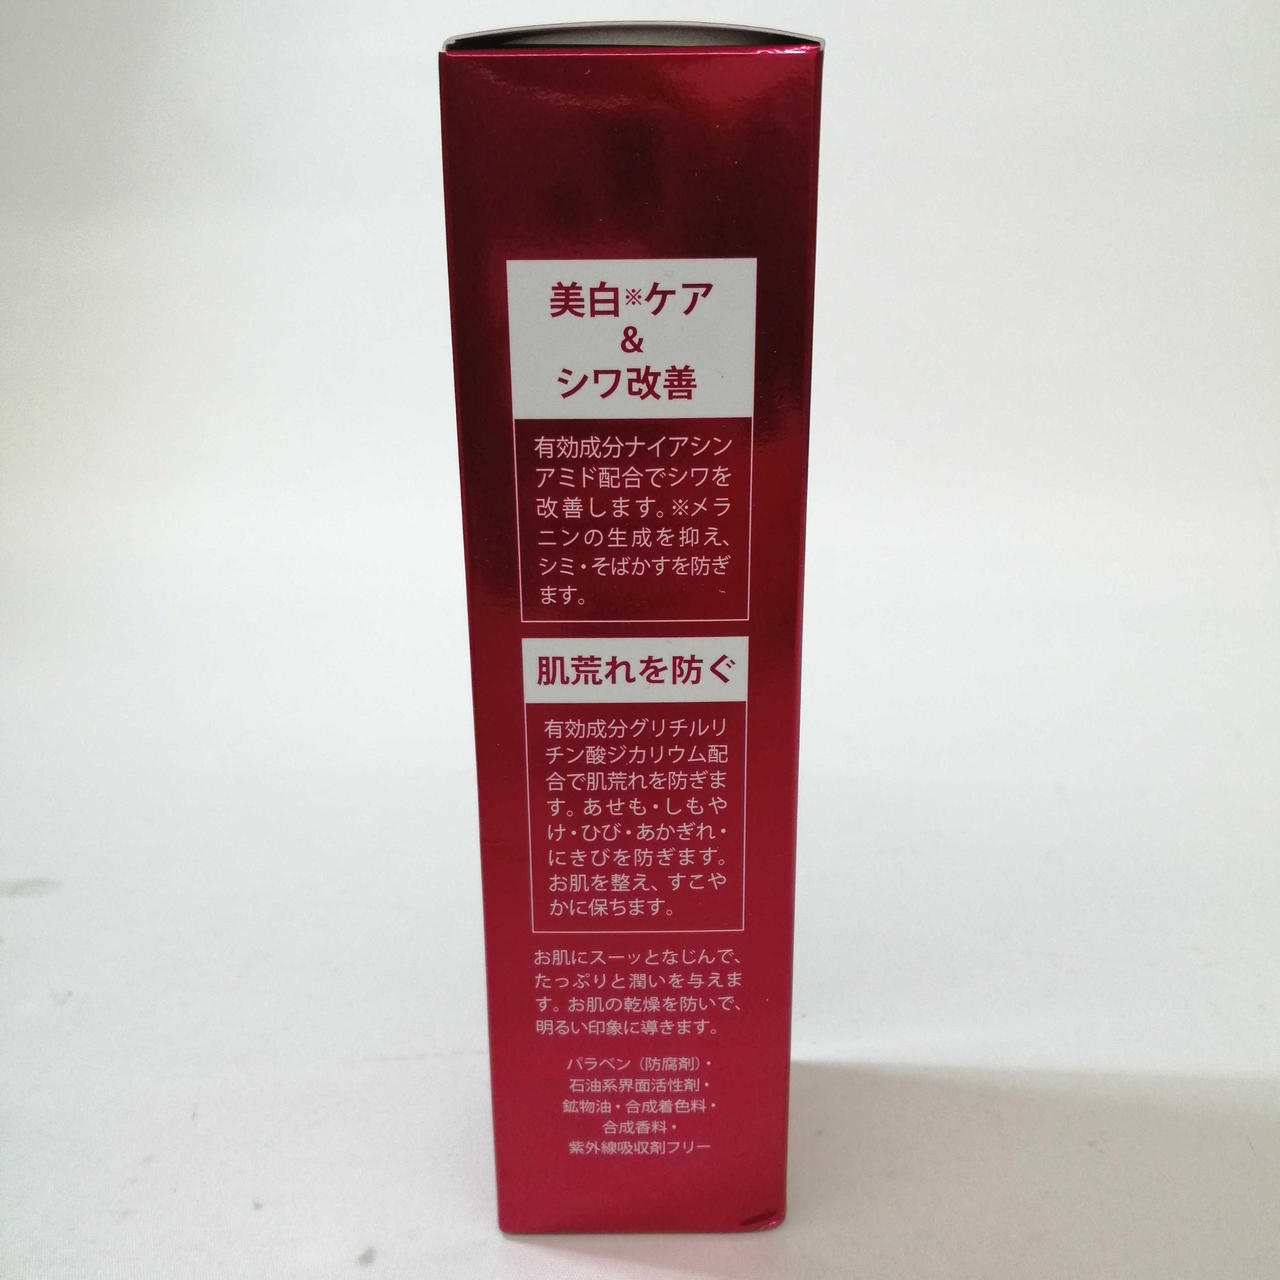 美白※ケア
&
シワ改善
有効成分ナイアシン
アミド配合でシワを
改善します。※メラ
ニンの生成を抑え、
シミ・そばかすを防ぎ
ます。
肌荒れを防ぐ
有効成分グリチルリ
チン酸ジカリウム配
合で肌荒れを防ぎま
す。あせも・しもや
け・ひび・あかぎれ・
にきびを防ぎます。
お肌を整え、すこや
かに保ちます。
お肌にスーッとなじんで、
たっぷりと潤いを与えま
す。お肌の乾燥を防いで、
明るい印象に導きます。
パラベン（防腐剤）・
石油系界面活性剤・
鉱物油・合成着色料・
合成香料・
紫外線吸収剤フリー